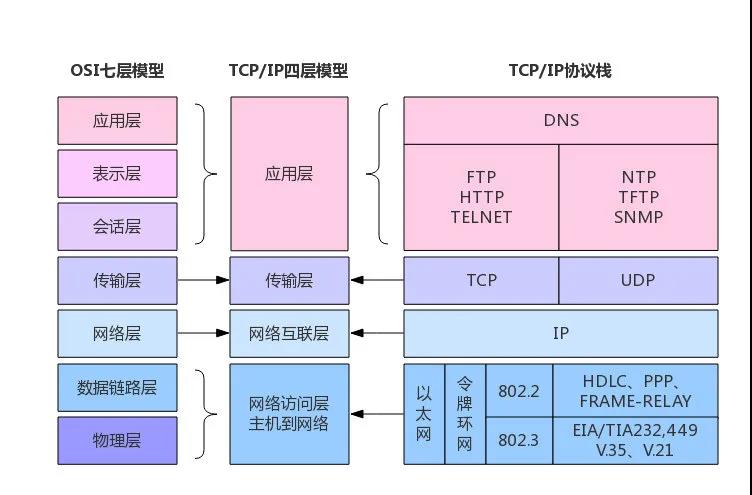 OSI七层模型
TCP/IP四层模型
TCP/IP协议栈
应用层
表示层
会话层
传输层
网络层
数据链路层
物理层
应用层
传输层
网络互联层
网络访问层
主机到网络
DNS
FTP
HTTP
TELNET
NTP
TFTP
SNMP
TCP
UDP
IP
以太网
令牌环网
802.2
802.3
HDLC、PPP、
FRAME-RELAY
EIA/TIA232,449
V.35、V.21